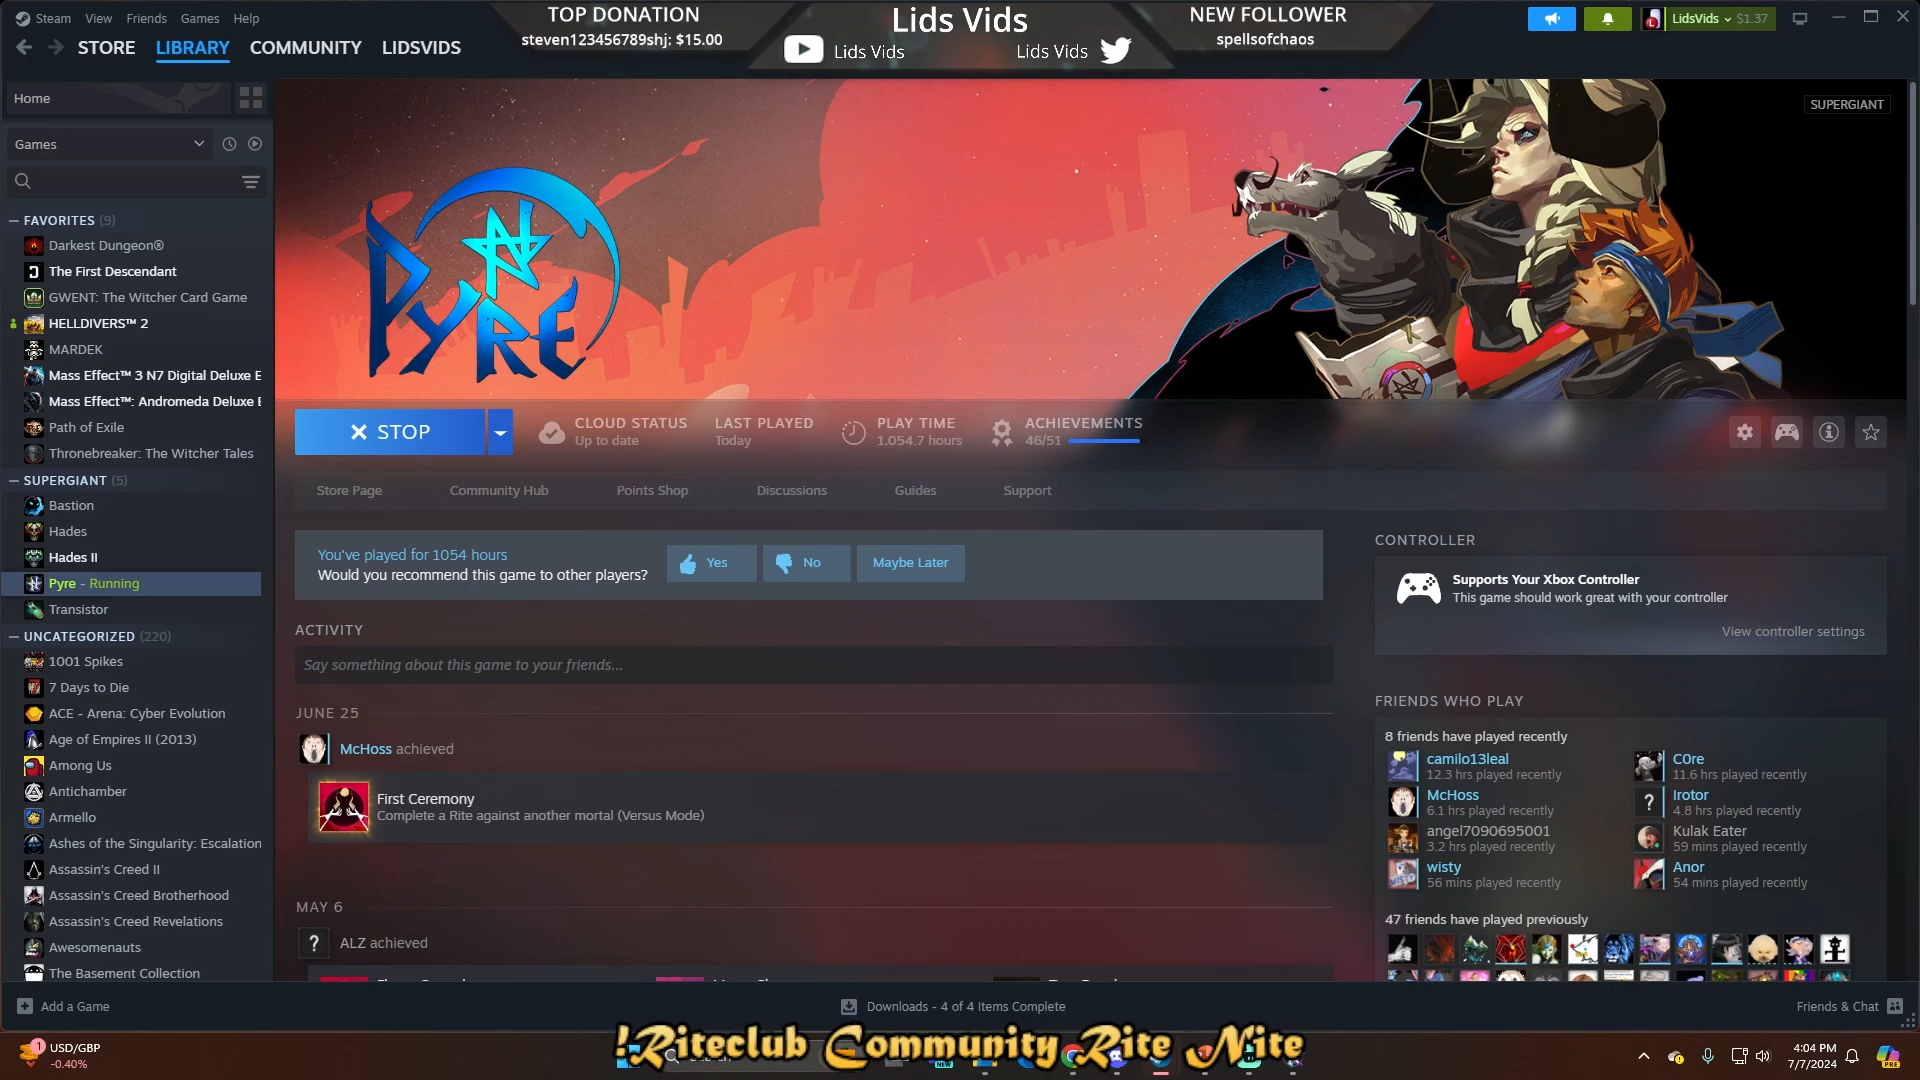 Steam View Friends Games Help
TOP DONATION
steven123456789shj: $15.00
Lids Vids
Lids Vids
Lids Vids
NEW FOLLOWER
spellsofchaos
LidsVids $1.37
STORE LIBRARY COMMUNITY LIDSVIDS
Home
Games
SUPERGIANT
PYRE
FAVORITES (9)
Darkest Dungeon®
The First Descendant
GWENT: The Witcher Card Game
HELLDIVERS™ 2
MARDEK
Mass Effect™ 3 N7 Digital Deluxe E
Mass Effect™: Andromeda Deluxe E
Path of Exile
Thronebreaker: The Witcher Tales
SUPERGIANT (5)
Bastion
Hades
Hades II
Pyre - Running
Transistor
UNCATEGORIZED (220)
1001 Spikes
7 Days to Die
ACE - Arena: Cyber Evolution
Age of Empires II (2013)
Among Us
Antichamber
Armello
Ashes of the Singularity: Escalation
Assassin's Creed II
Assassin's Creed Brotherhood
Assassin's Creed Revelations
Awesomenauts
The Basement Collection
STOP
CLOUD STATUS
Up to date
LAST PLAYED
Today
PLAY TIME
1,054.7 hours
ACHIEVEMENTS
46/51
Store Page Community Hub Points Shop Discussions Guides Support
You've played for 1054 hours
Would you recommend this game to other players?
Yes No Maybe Later
ACTIVITY
Say something about this game to your friends...
JUNE 25
McHoss achieved
First Ceremony
Complete a Rite against another mortal (Versus Mode)
MAY 6
ALZ achieved
CONTROLLER
Supports Your Xbox Controller
This game should work great with your controller
View controller settings
FRIENDS WHO PLAY
8 friends have played recently
camilo13leal
12.3 hrs played recently
C0re
11.6 hrs played recently
McHoss
6.1 hrs played recently
Irotor
4.8 hrs played recently
angel7090695001
3.2 hrs played recently
Kulak Eater
59 mins played recently
wisty
56 mins played recently
Anor
54 mins played recently
47 friends have played previously
Add a Game
Downloads - 4 of 4 Items Complete
Friends & Chat
!Riteclub Community Rite Nite
1
USD/GBP
-0.40%
4:04 PM
7/7/2024